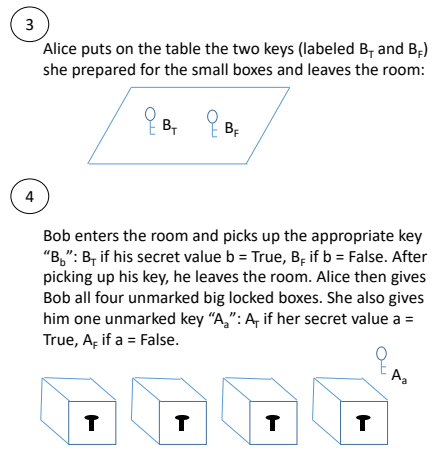 3
Alice puts on the table the two keys (labeled B_T and B_F)
she prepared for the small boxes and leaves the room:
B_T B_F
4
Bob enters the room and picks up the appropriate key
“B_b”: B_T if his secret value b = True, B_F if b = False. After
picking up his key, he leaves the room. Alice then gives
Bob all four unmarked big locked boxes. She also gives
him one unmarked key “A_a”: A_T if her secret value a =
True, A_F if a = False.
A_a